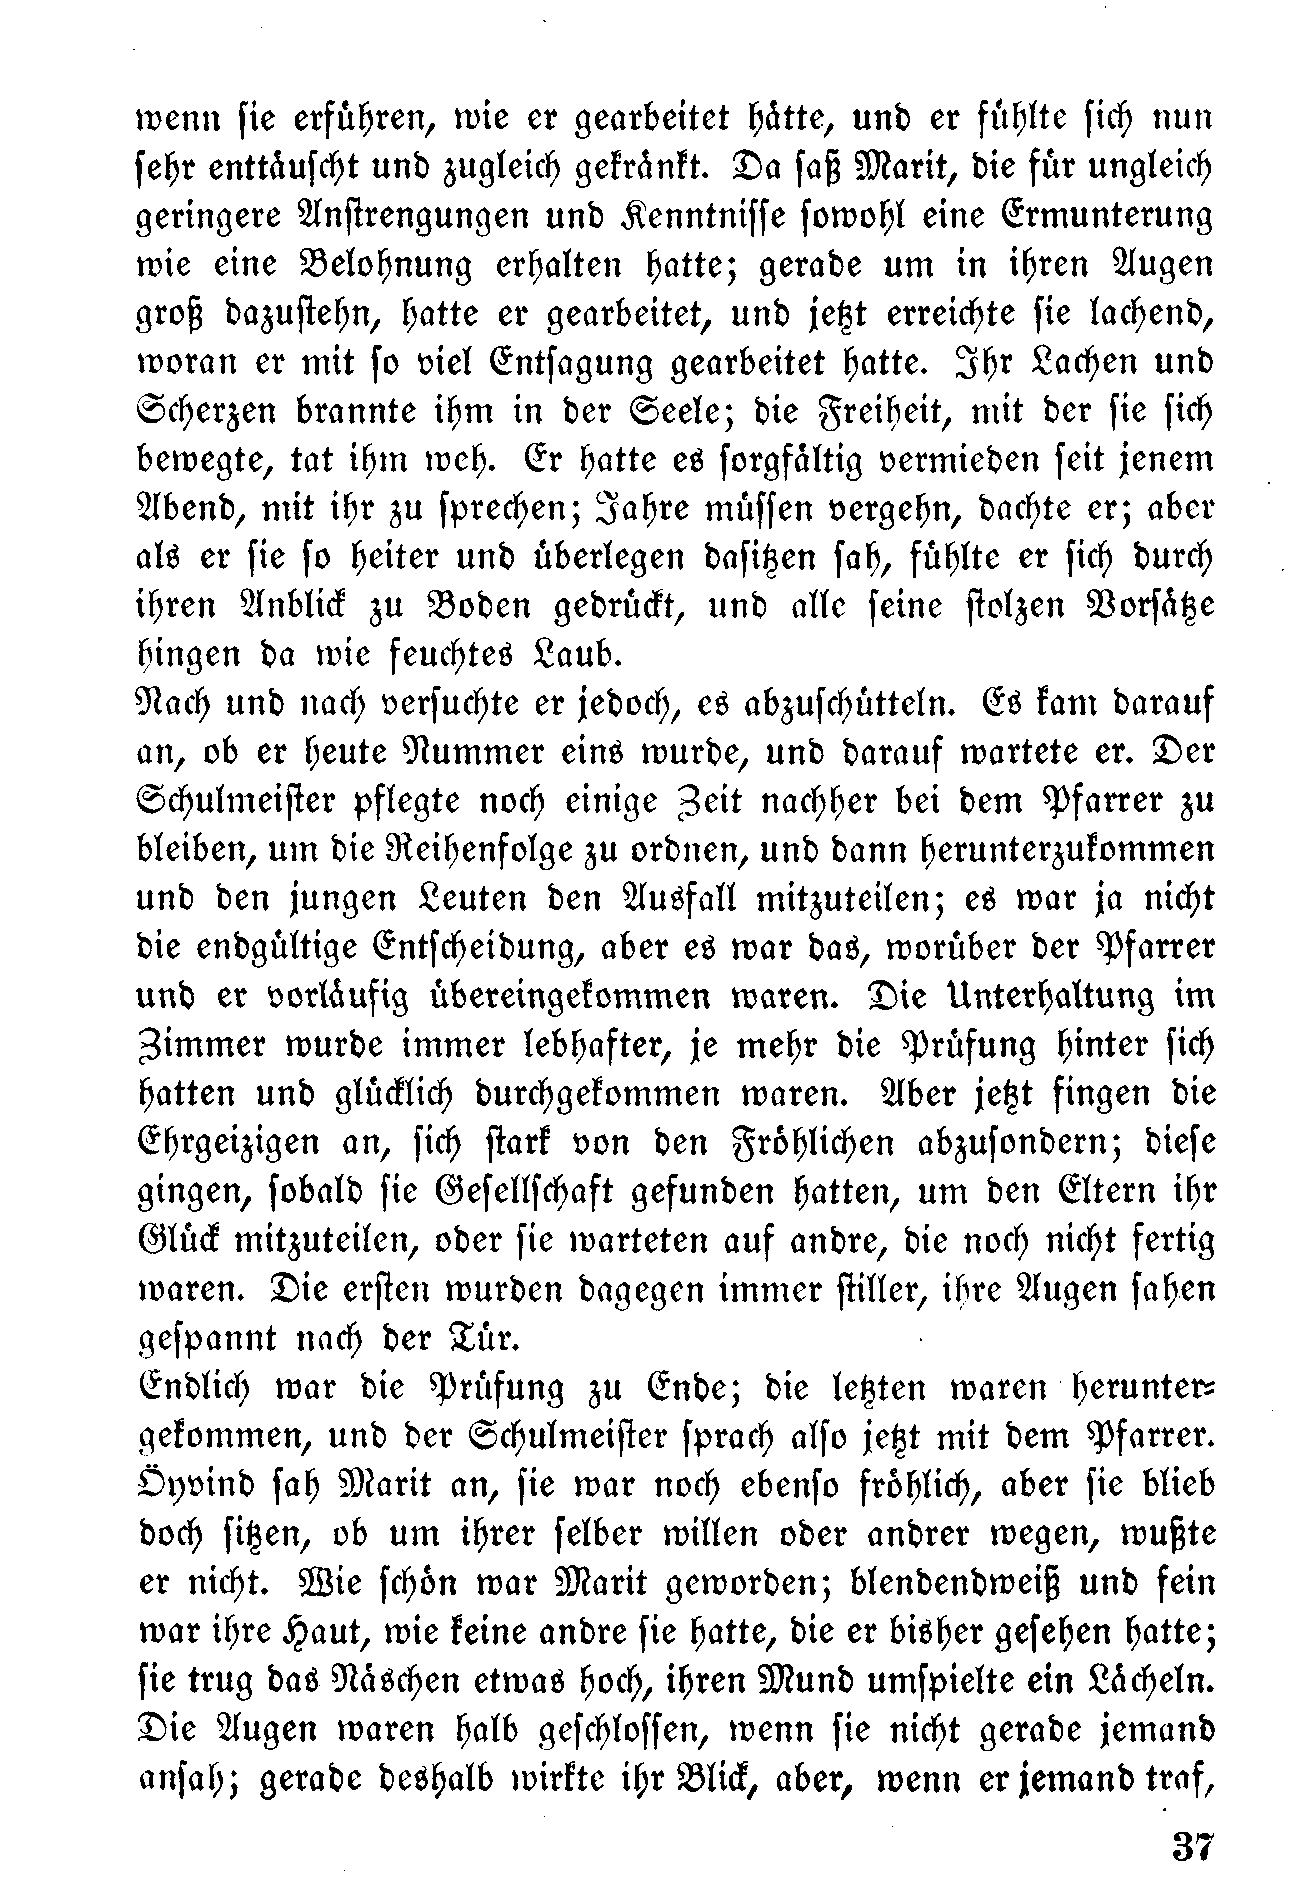 wenn sie erführen, wie er gearbeitet hätte, und er fühlte sich nun
sehr enttäuscht und zugleich gekränkt. Da saß Marit, die für ungleich
geringere Anstrengungen und Kenntnisse sowohl eine Ermunterung
wie eine Belohnung erhalten hatte; gerade um in ihren Augen
groß dazustehn, hatte er gearbeitet, und jetzt erreichte sie lachend,
woran er mit so viel Entsagung gearbeitet hatte. Ihr Lachen und
Scherzen brannte ihm in der Seele; die Freiheit, mit der sie sich
bewegte, tat ihm weh. Er hatte es sorgfältig vermieden seit jenem
Abend, mit ihr zu sprechen; Jahre müssen vergehn, dachte er; aber
als er sie so heiter und überlegen dasitzen sah, fühlte er sich durch
ihren Anblick zu Boden gedrückt, und alle seine stolzen Vorsätze
hingen da wie feuchtes Laub.
Nach und nach versuchte er jedoch, es abzuschütteln. Es kam darauf
an, ob er heute Nummer eins wurde, und darauf wartete er. Der
Schulmeister pflegte noch einige Zeit nachher bei dem Pfarrer zu
bleiben, um die Reihenfolge zu ordnen, und dann herunterzukommen
und den jungen Leuten den Ausfall mitzuteilen; es war ja nicht
die endgültige Entscheidung, aber es war das, worüber der Pfarrer
und er vorläufig übereingekommen waren. Die Unterhaltung im
Zimmer wurde immer lebhafter, je mehr die Prüfung hinter sich
hatten und glücklich durchgekommen waren. Aber jetzt fingen die
Ehrgeizigen an, sich stark von den Fröhlichen abzusondern; diese
gingen, sobald sie Gesellschaft gefunden hatten, um den Eltern ihr
Glück mitzuteilen, oder sie warteten auf andre, die noch nicht fertig
waren. Die ersten wurden dagegen immer stiller, ihre Augen sahen
gespannt nach der Tür.
Endlich war die Prüfung zu Ende; die letzten waren herunter-
gekommen, und der Schulmeister sprach also jetzt mit dem Pfarrer.
Öyvind sah Marit an, sie war noch ebenso fröhlich, aber sie blieb
doch sitzen, ob um ihrer selber willen oder andrer wegen, wußte
er nicht. Wie schön war Marit geworden; blendendweiß und fein
war ihre Haut, wie keine andre sie hatte, die er bisher gesehen hatte;
sie trug das Näschen etwas hoch, ihren Mund umspielte ein Lächeln.
Die Augen waren halb geschlossen, wenn sie nicht gerade jemand
ansah; gerade deshalb wirkte ihr Blick, aber, wenn er jemand traf,
37